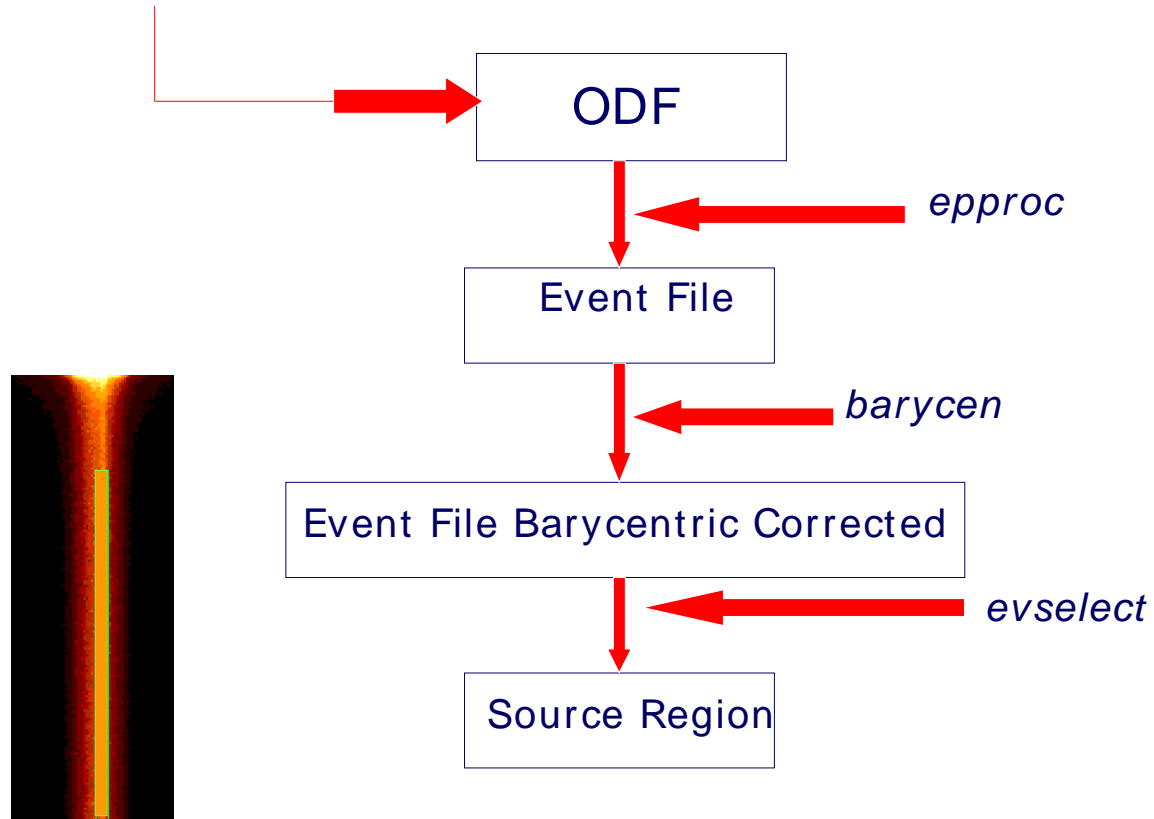 ODF
epproc
Event File
barycen
Event File Barycentric Corrected
evselect
Source Region